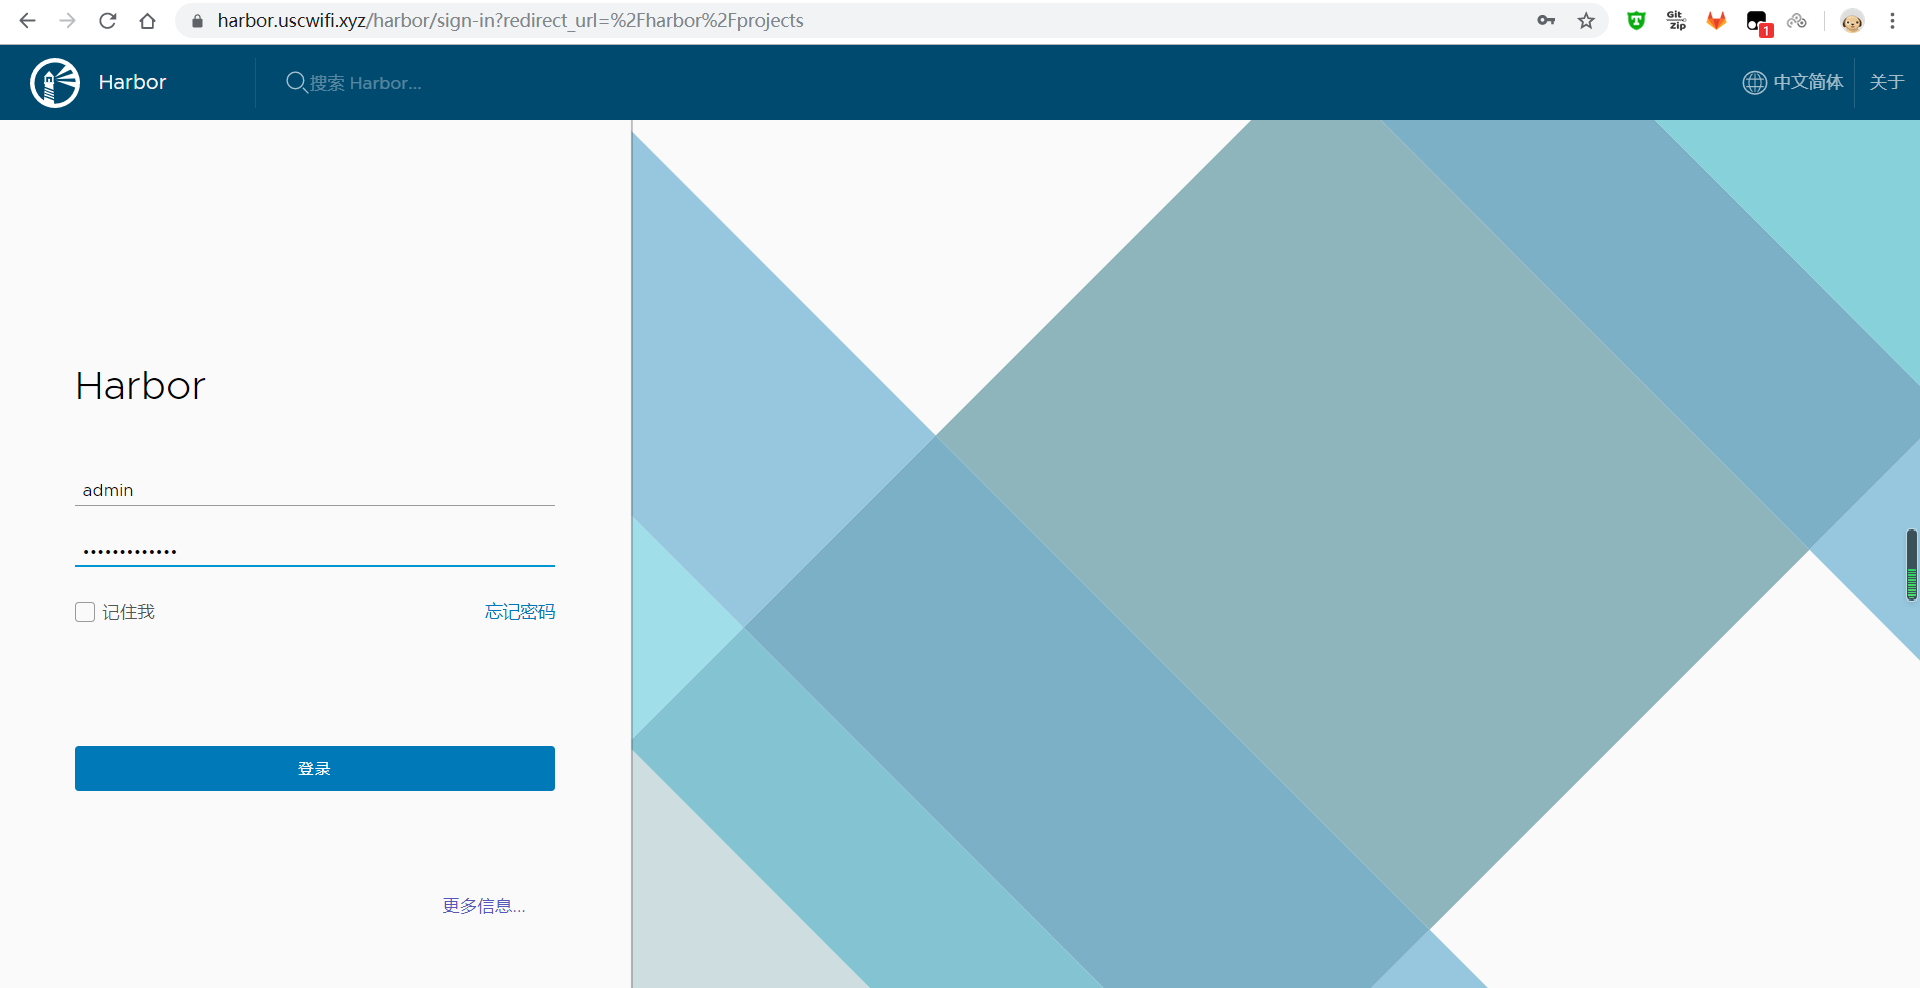 harbor.uscwifi.xyz/harbor/sign-in?redirect_url=%2Fharbor%2Fprojects
Git Zip
1
Harbor
搜索 Harbor...
中文简体
关于
Harbor
admin
•••••••••••••
记住我
忘记密码
登录
更多信息...